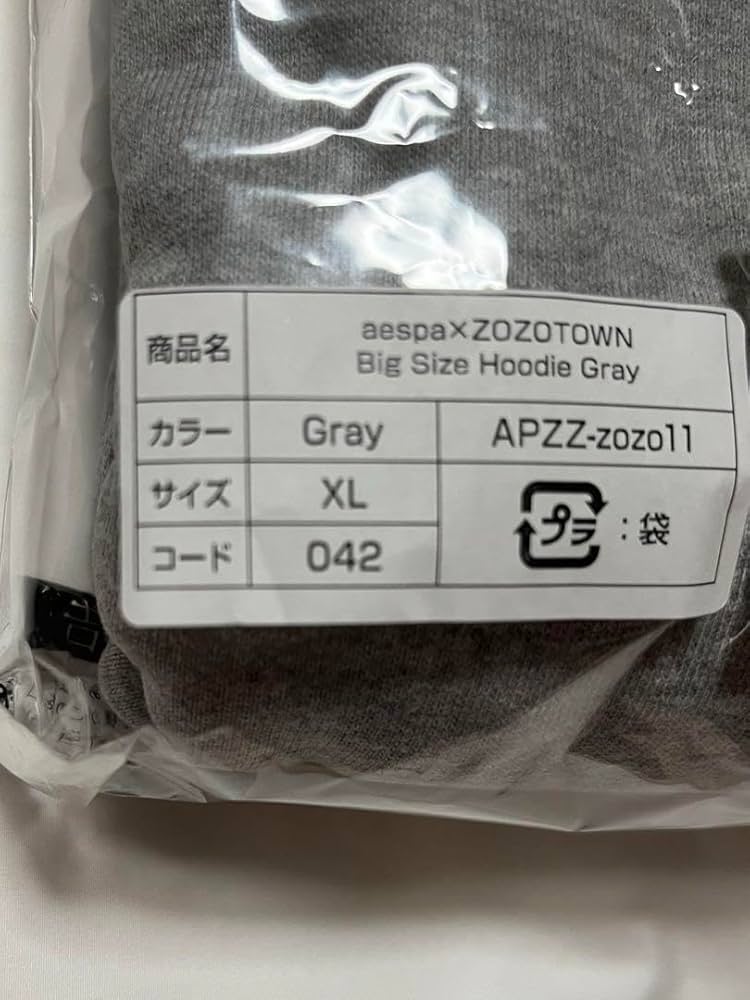 商品名
aespa×ZOZOTOWN
Big Size Hoodie Gray
カラー Gray APZZ-zozo11
サイズ XL
プラ : 袋
コード 042